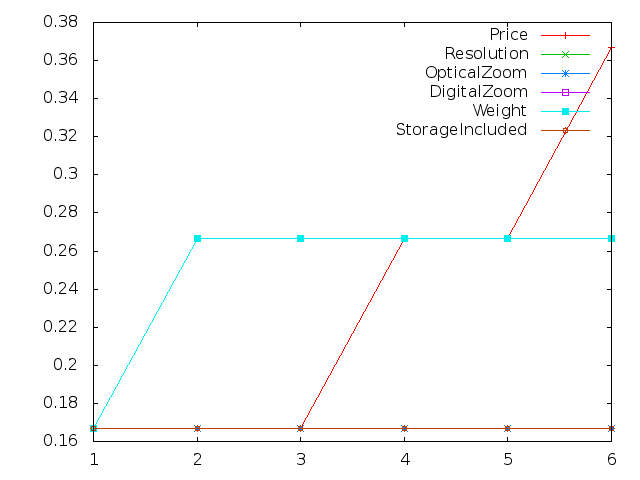 0.38
0.36
0.34
0.32
0.3
0.28
0.26
0.24
0.22
0.2
0.18
0.16
1 2 3 4 5 6
Price
Resolution
OpticalZoom
DigitalZoom
Weight
StorageIncluded